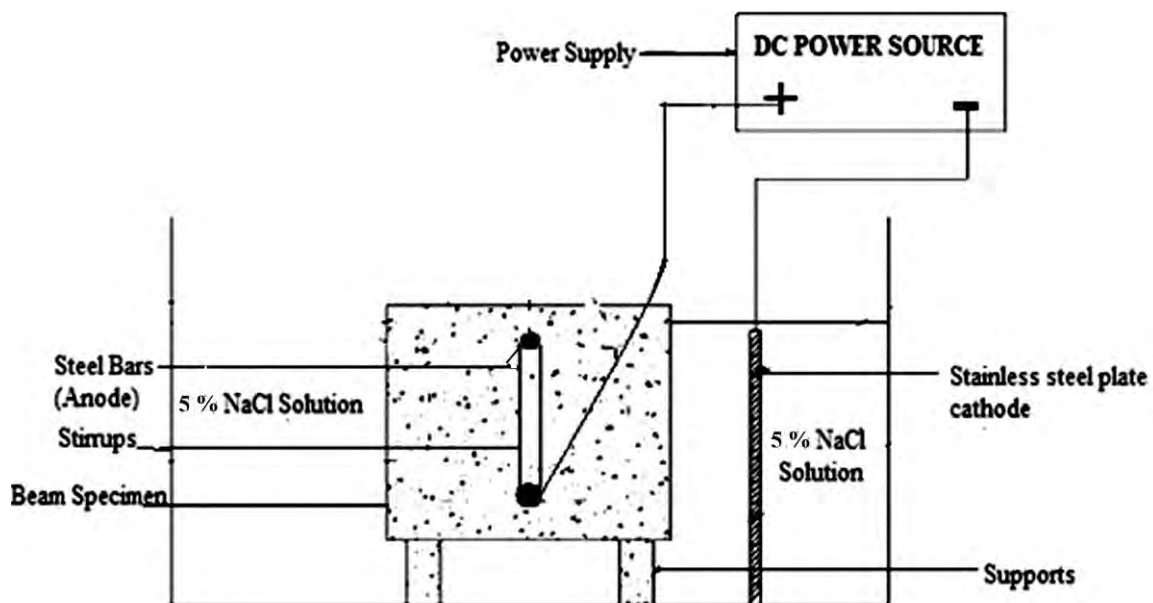 Power Supply
DC POWER SOURCE
+ -
Steel Bars
(Anode)
5 % NaCl Solution
Stirrups
Beam Specimen
Stainless steel plate
cathode
5 % NaCl
Solution
Supports